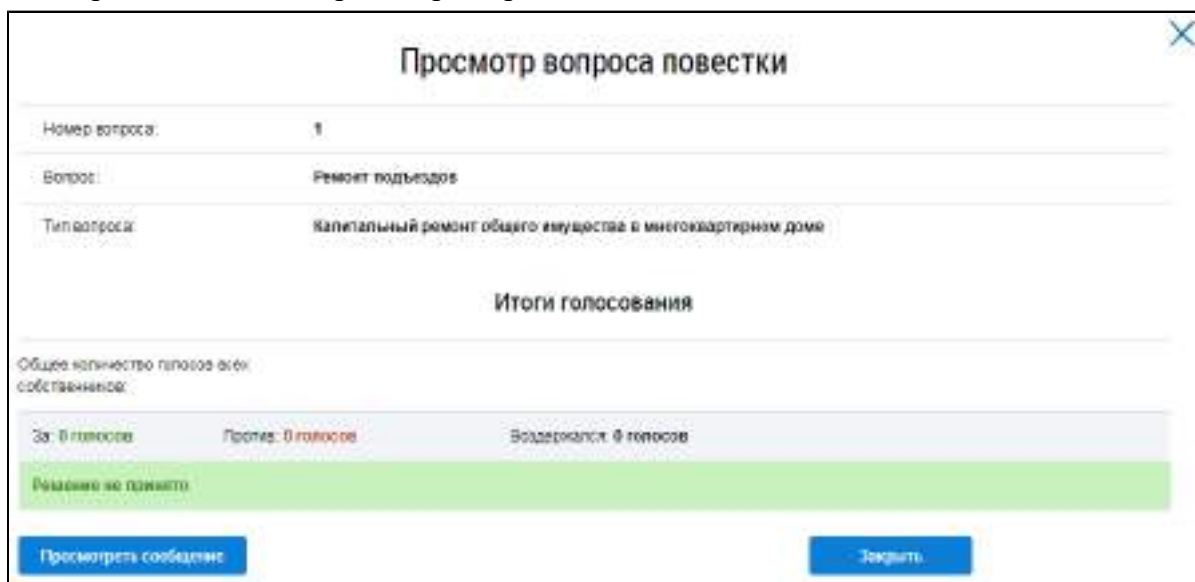 Просмотр вопроса повестки
Номер вопроса: 1
Вопрос: Ремонт подъездов
Тип вопроса: Капитальный ремонт общего имущества в многоквартирном доме
Итоги голосования
Общее количество голосов всех
собственников:
За: 0 голосов Против: 0 голосов Воздержался: 0 голосов
Решение не принято
Просмотреть сообщение Закрыть